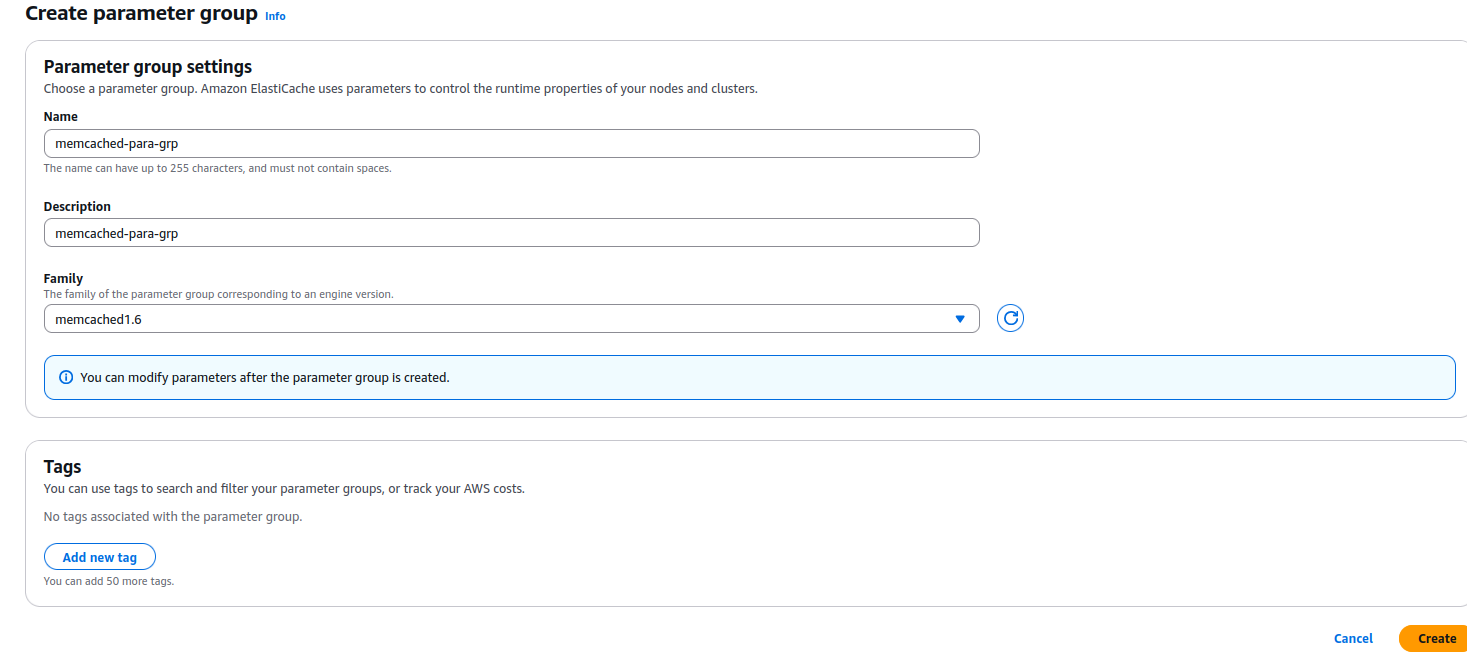 Create parameter group Info
Parameter group settings
Choose a parameter group. Amazon ElastiCache uses parameters to control the runtime properties of your nodes and clusters.
Name
memcached-para-grp
The name can have up to 255 characters, and must not contain spaces.
Description
memcached-para-grp
Family
The family of the parameter group corresponding to an engine version.
memcached1.6
You can modify parameters after the parameter group is created.
Tags
You can use tags to search and filter your parameter groups, or track your AWS costs.
No tags associated with the parameter group.
Add new tag
You can add 50 more tags.
Cancel Create